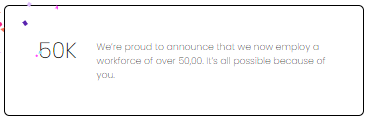 50K
We're proud to announce that we now employ a
workforce of over 50,00. It's all possible because of
you.